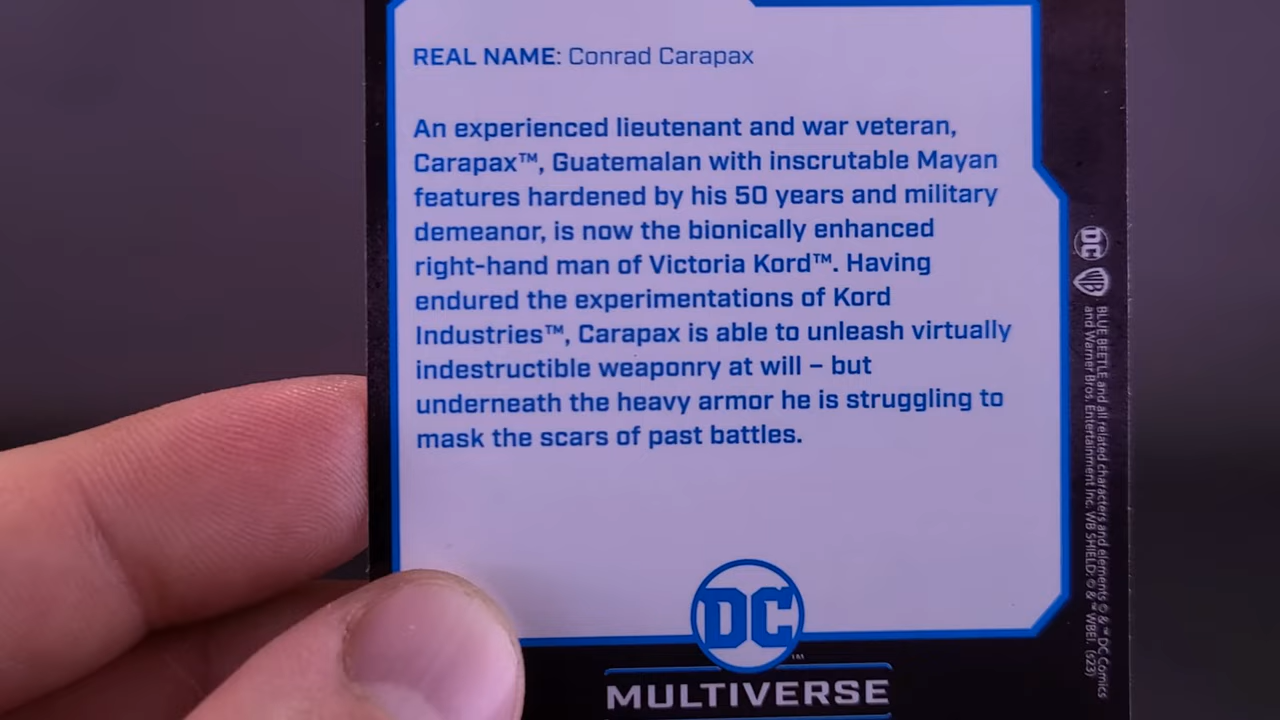 REAL NAME: Conrad Carapax
An experienced lieutenant and war veteran,
Carapax™, Guatemalan with inscrutable Mayan
features hardened by his 50 years and military
demeanor, is now the bionically enhanced
right-hand man of Victoria Kord™. Having
endured the experimentations of Kord
Industries™, Carapax is able to unleash virtually
indestructible weaponry at will – but
underneath the heavy armor he is struggling to
mask the scars of past battles.
DC™
MULTIVERSE
DC
WB
BLUE BEETLE and all related characters and elements © & ™ DC Comics
and Warner Bros. Entertainment Inc. WB SHIELD: © & ™ WBEI. (s23)